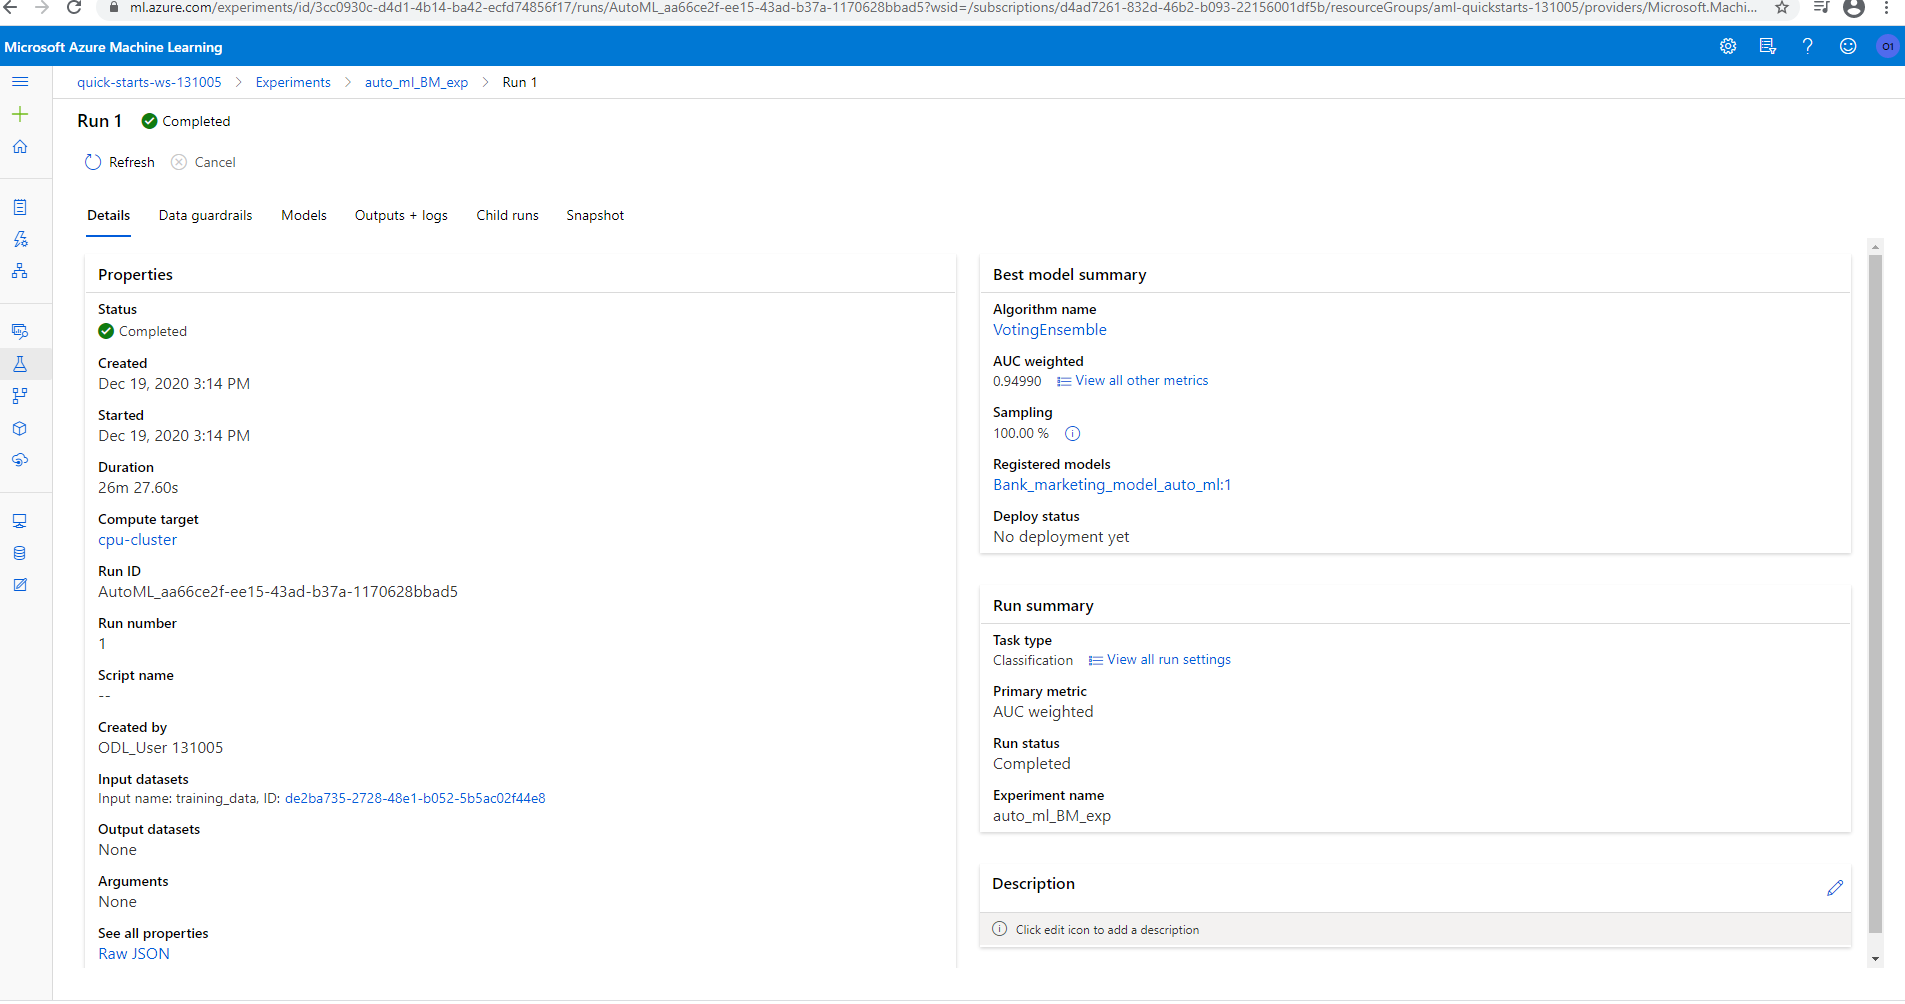 ml.azure.com/experiments/id/3cc0930c-d4d1-4b14-ba42-ecfd74856f17/runs/AutoML_aa66ce2f-ee15-43ad-b37a-1170628bbad5?wsid=/subscriptions/d4ad7261-832d-46b2-b093-22156001df5b/resourceGroups/aml-quickstarts-131005/providers/Microsoft.Machi...
Microsoft Azure Machine Learning
O1
quick-starts-ws-131005 > Experiments > auto_ml_BM_exp > Run 1
Run 1 Completed
Refresh Cancel
Details Data guardrails Models Outputs + logs Child runs Snapshot
Properties
Status
Completed
Created
Dec 19, 2020 3:14 PM
Started
Dec 19, 2020 3:14 PM
Duration
26m 27.60s
Compute target
cpu-cluster
Run ID
AutoML_aa66ce2f-ee15-43ad-b37a-1170628bbad5
Run number
1
Script name
--
Created by
ODL_User 131005
Input datasets
Input name: training_data, ID: de2ba735-2728-48e1-b052-5b5ac02f44e8
Output datasets
None
Arguments
None
See all properties
Raw JSON
Best model summary
Algorithm name
VotingEnsemble
AUC weighted
0.94990 View all other metrics
Sampling
100.00 %
Registered models
Bank_marketing_model_auto_ml:1
Deploy status
No deployment yet
Run summary
Task type
Classification View all run settings
Primary metric
AUC weighted
Run status
Completed
Experiment name
auto_ml_BM_exp
Description
Click edit icon to add a description